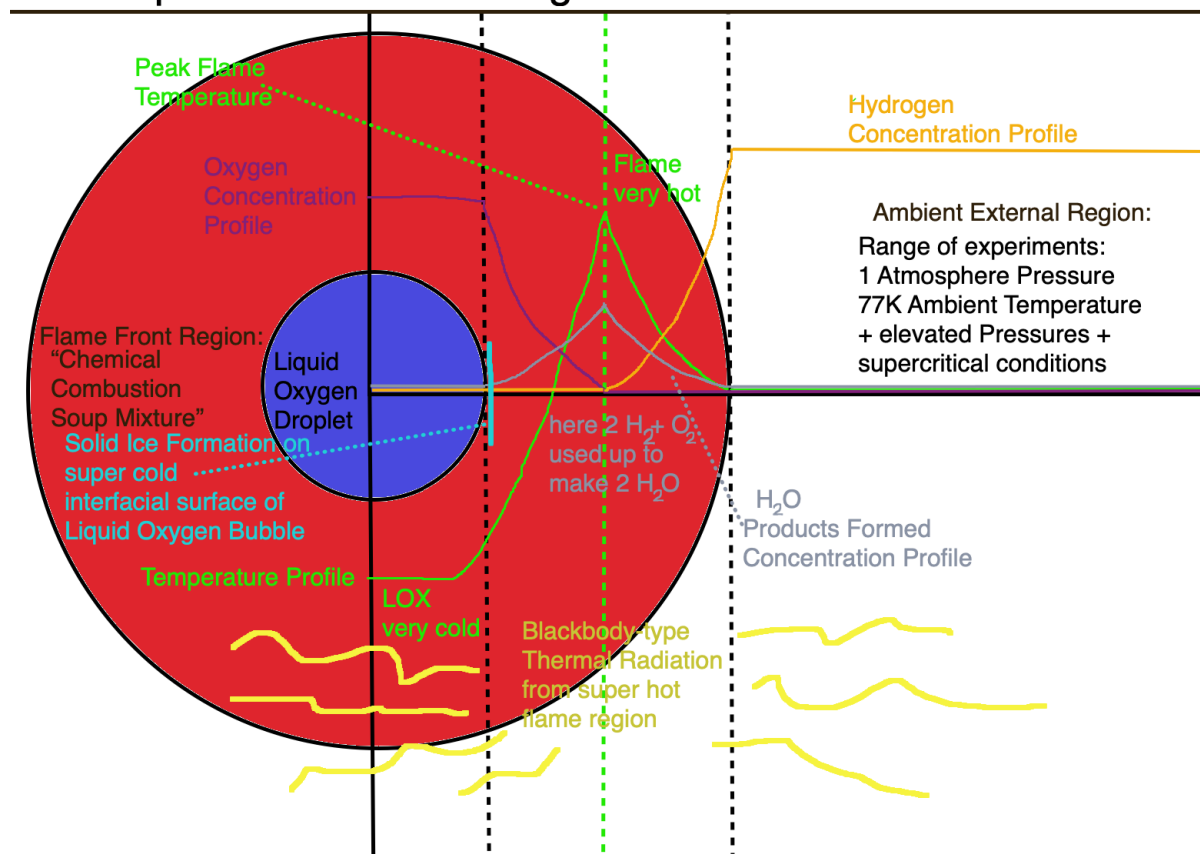 Peak Flame
Temperature
Hydrogen
Concentration Profile
Oxygen
Concentration
Profile
Flame
very hot
Ambient External Region:
Range of experiments:
1 Atmosphere Pressure
77K Ambient Temperature
+ elevated Pressures +
supercritical conditions
Flame Front Region:
“Chemical
Combustion
Soup Mixture”
Liquid
Oxygen
Droplet
Solid Ice Formation on
super cold
interfacial surface of
Liquid Oxygen Bubble
here 2 H2+ O2
used up to
make 2 H2O
H2O
Products Formed
Concentration Profile
Temperature Profile
LOX
very cold
Blackbody-type
Thermal Radiation
from super hot
flame region